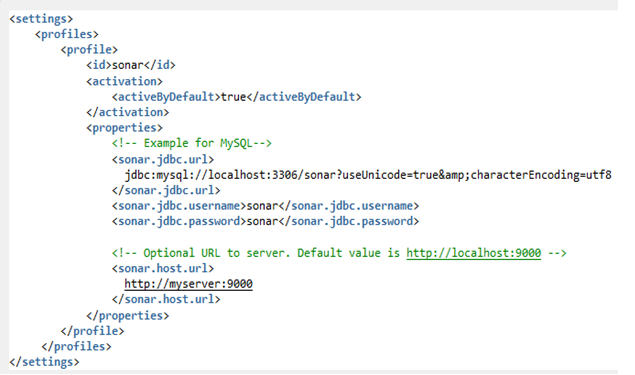 <settings>
<profiles>
<profile>
<id>sonar</id>
<activation>
<activeByDefault>true</activeByDefault>
</activation>
<properties>
<!-- Example for MySQL-->
<sonar.jdbc.url>
jdbc:mysql://localhost:3306/sonar?useUnicode=true&amp;characterEncoding=utf8
</sonar.jdbc.url>
<sonar.jdbc.username>sonar</sonar.jdbc.username>
<sonar.jdbc.password>sonar</sonar.jdbc.password>
<!-- Optional URL to server. Default value is http://localhost:9000 -->
<sonar.host.url>
http://myserver:9000
</sonar.host.url>
</properties>
</profile>
</profiles>
</settings>